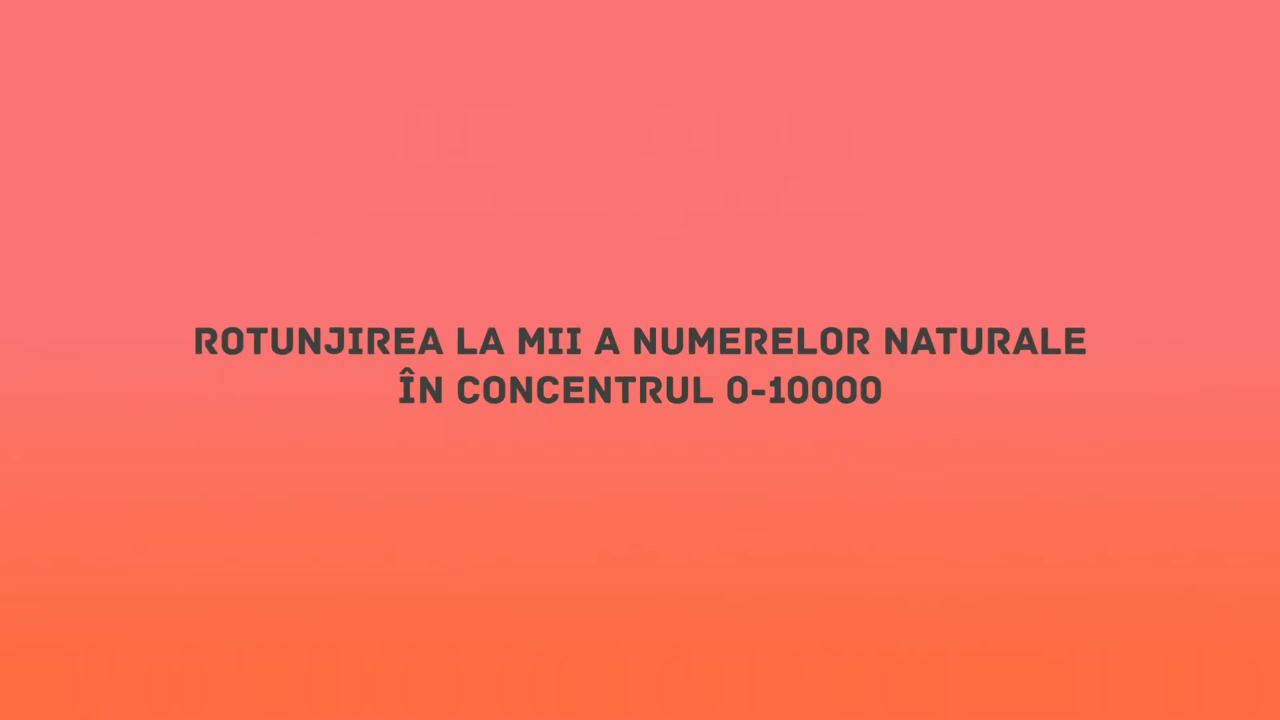 ROTUNJIREA LA MII A NUMERELOR NATURALE
ÎN CONCENTRUL 0-10000